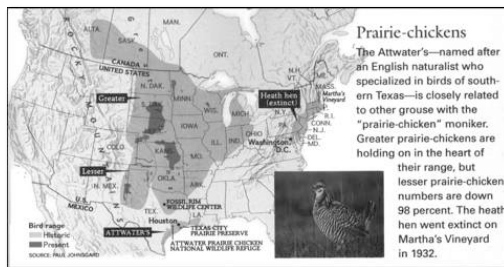 Prairie-chickens
The Attwater's—named after
an English naturalist who
specialized in birds of south-
ern Texas—is closely related
to other grouse with the
"prairie-chicken" moniker.
Greater prairie-chickens are
holding on in the heart of
their range, but
lesser prairie-chicken
numbers are down
98 percent. The heath
hen went extinct on
Martha's Vineyard
in 1932.
ALTA.
SASK.
MAN.
ONT.
CANADA
UNITED STATES
N. DAK.
MINN.
Greater
WIS.
MICH.
IOWA
Heath hen
(extinct)
N.H.
VT.
MASS.
Martha's
Vineyard
R.I.
CONN.
N.J.
DEL.
MD.
OHIO
Washington,
D.C.
ILL.
IND.
COLO.
KANS.
MO.
Lesser
OKLA.
ARK.
N. MEX.
TEX.
LA.
U.S.
MEXICO
FOSSIL RIM
WILDLIFE CENTER
Houston
TEXAS CITY
PRAIRIE PRESERVE
ATTWATER'S
ATTWATER PRAIRIE CHICKEN
NATIONAL WILDLIFE REFUGE
Bird range
Historic
Present
SOURCE: PAUL JOHNSGARD